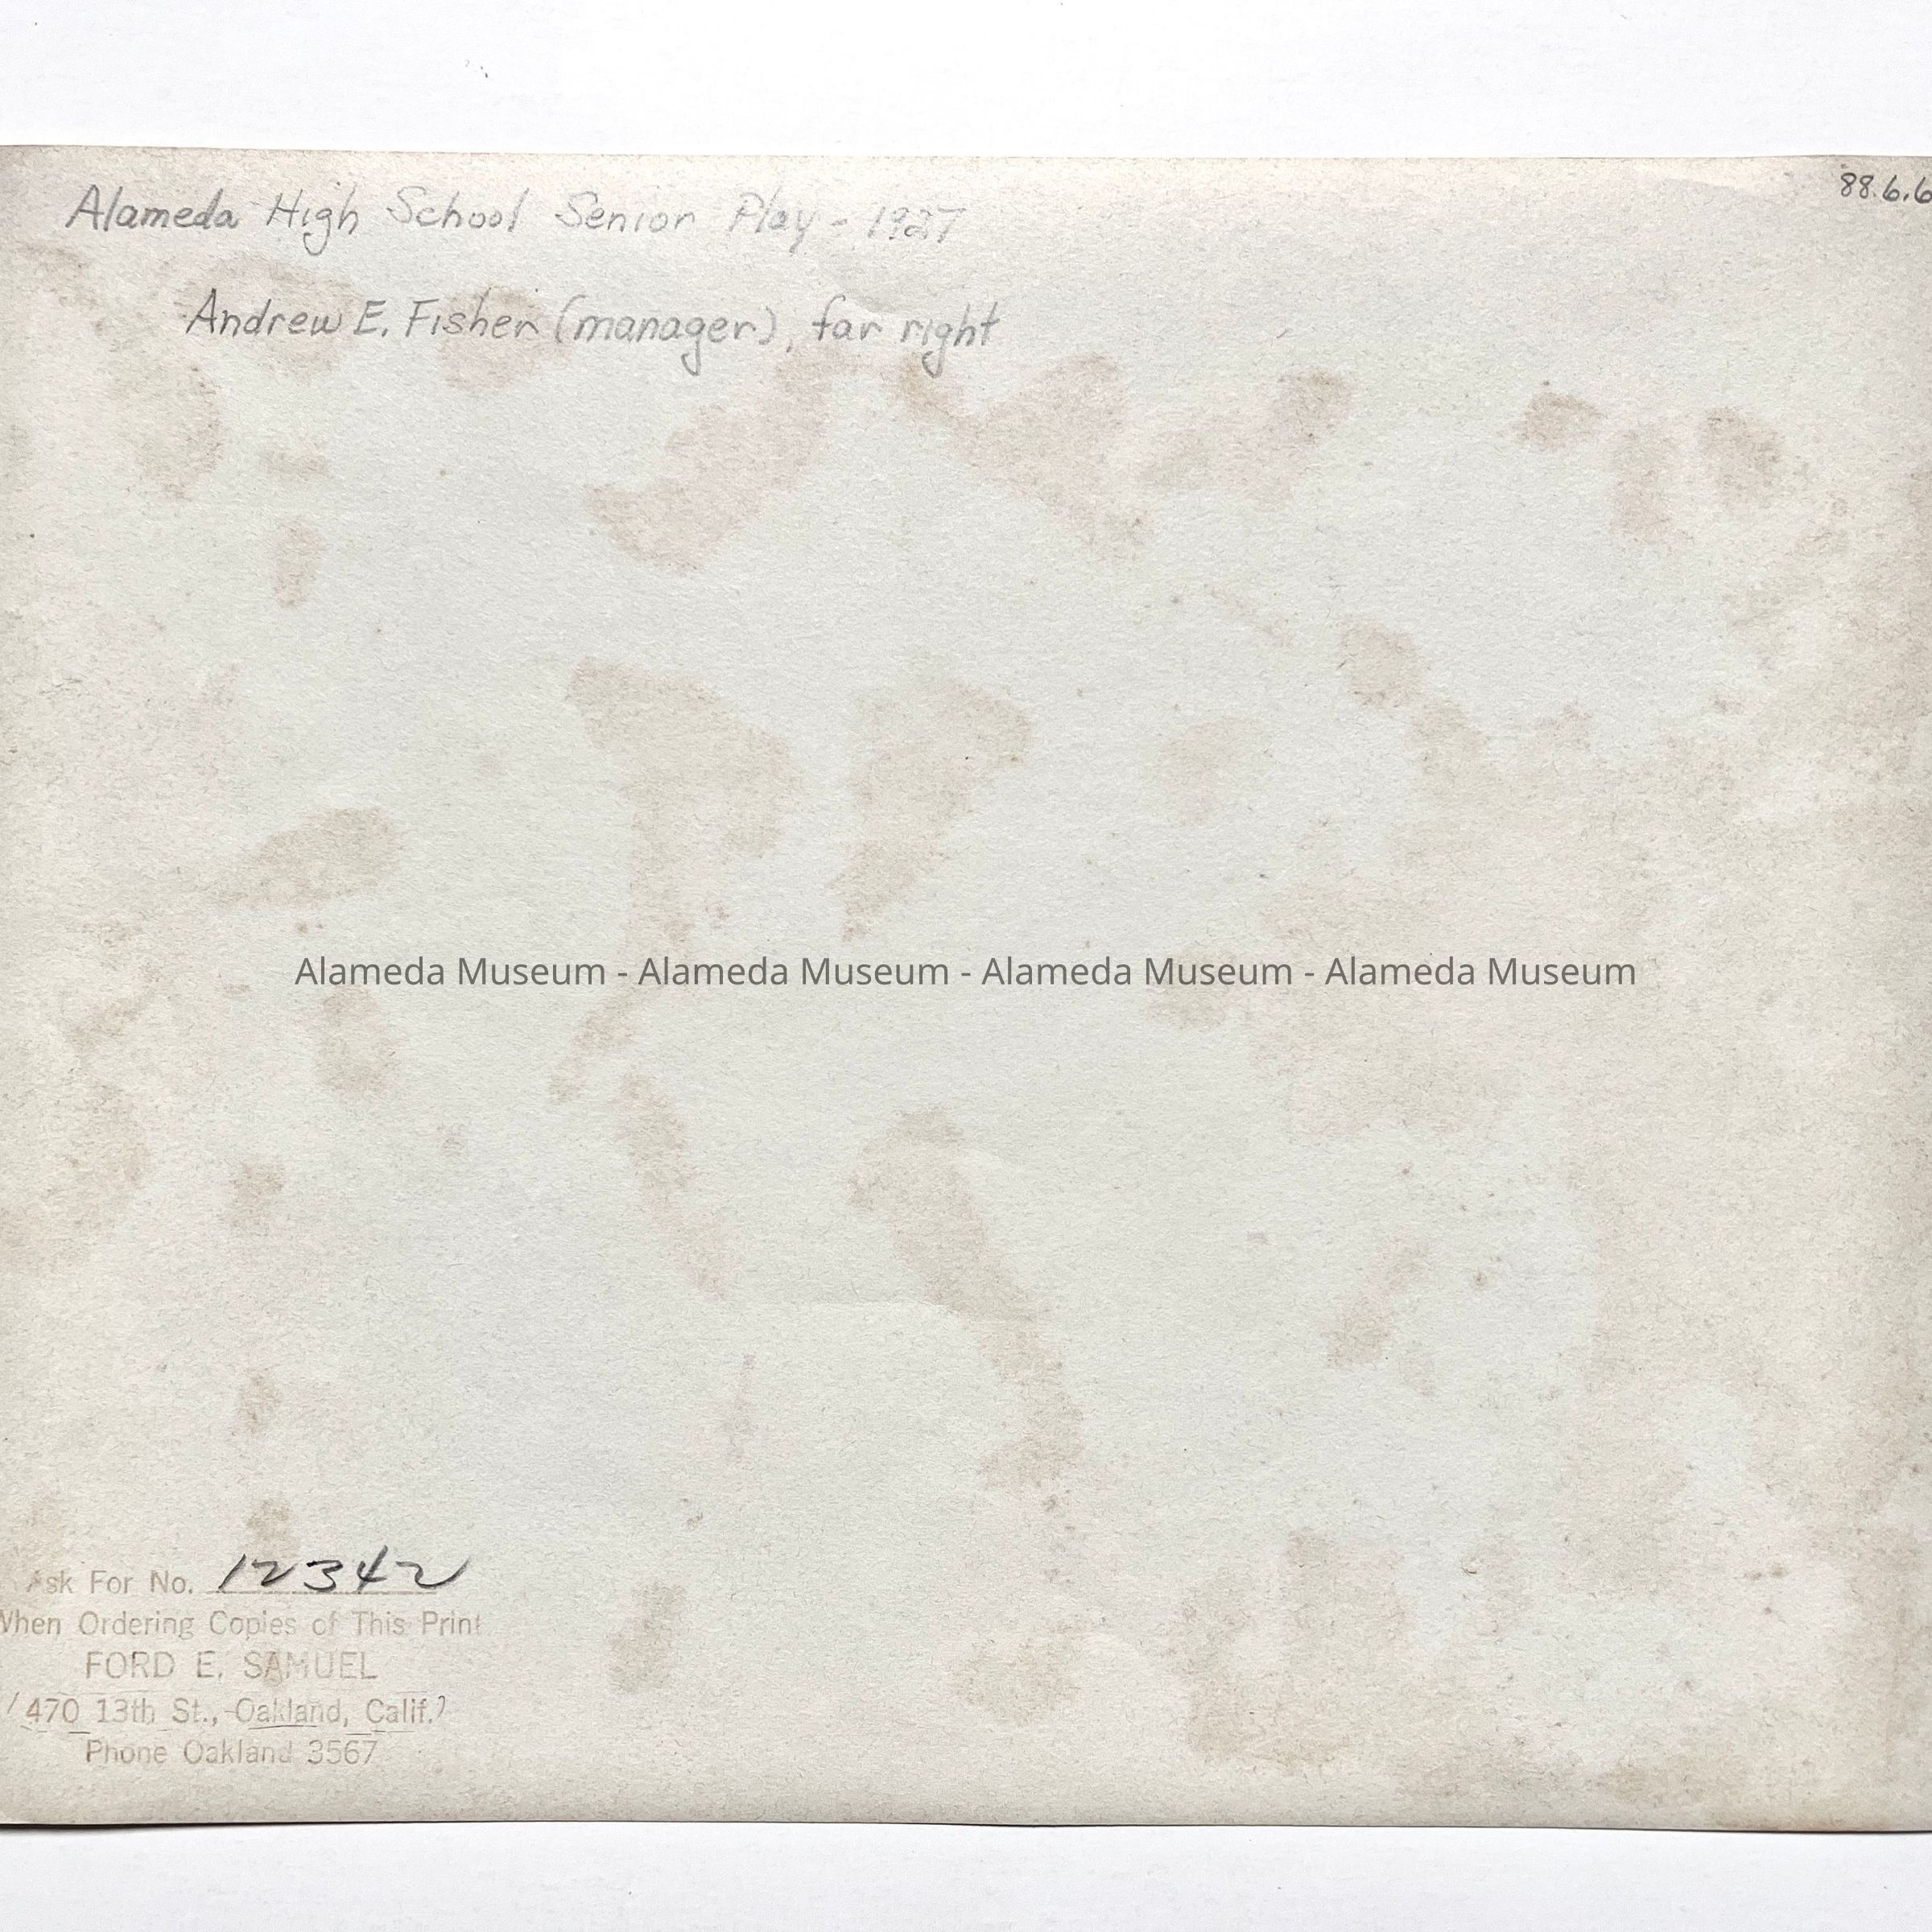 Alameda High School Senior Play - 1927
88.6.6
Andrew E. Fisher (manager), far right
Alameda Museum - Alameda Museum - Alameda Museum - Alameda Museum
Ask For No. 12342
When Ordering Copies of This Print
FORD E. SAMUEL
470 13th St., Oakland, Calif.
Phone Oakland 3567